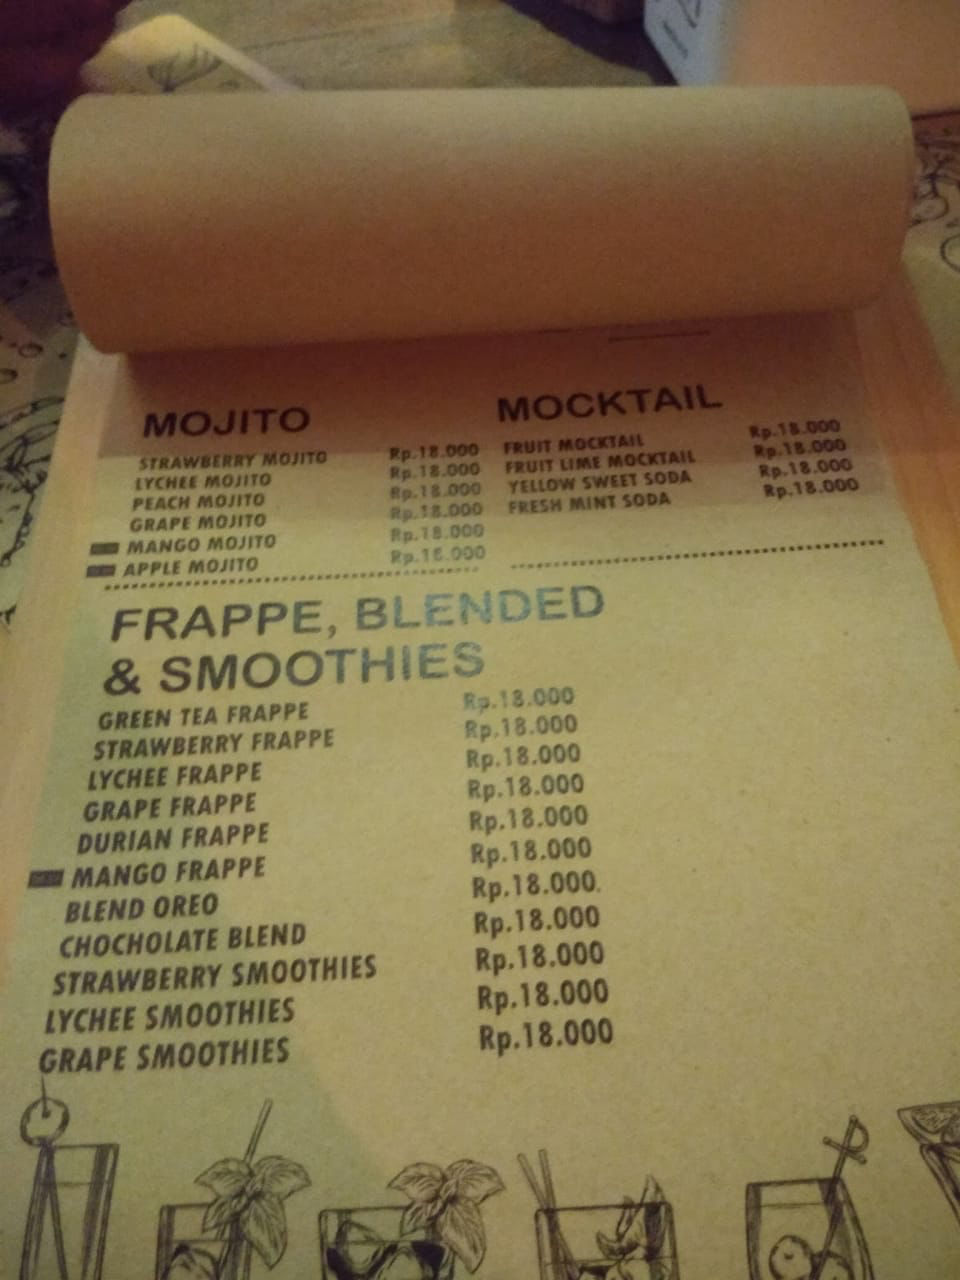 MOJITO
STRAWBERRY MOJITO Rp.18.000
LYCHEE MOJITO Rp.18.000
PEACH MOJITO Rp.18.000
GRAPE MOJITO Rp.18.000
MANGO MOJITO Rp.18.000
APPLE MOJITO Rp.18.000
MOCKTAIL
FRUIT MOCKTAIL Rp.18.000
FRUIT LIME MOCKTAIL Rp.18.000
YELLOW SWEET SODA Rp.18.000
FRESH MINT SODA Rp.18.000
FRAPPE, BLENDED
& SMOOTHIES
GREEN TEA FRAPPE Rp.18.000
STRAWBERRY FRAPPE Rp.18.000
LYCHEE FRAPPE Rp.18.000
GRAPE FRAPPE Rp.18.000
DURIAN FRAPPE Rp.18.000
MANGO FRAPPE Rp.18.000
BLEND OREO Rp.18.000.
CHOCHOLATE BLEND Rp.18.000
STRAWBERRY SMOOTHIES Rp.18.000
LYCHEE SMOOTHIES Rp.18.000
GRAPE SMOOTHIES Rp.18.000